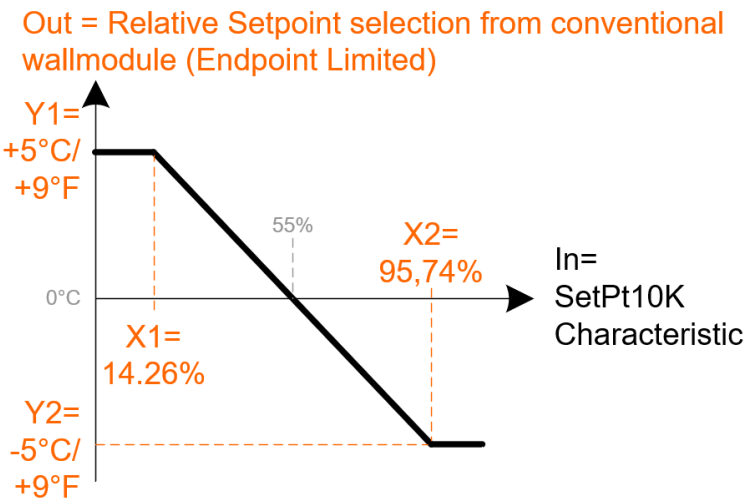 Out = Relative Setpoint selection from conventional
wallmodule (Endpoint Limited)
Y1=
+5°C/
+9°F
55%
X2=
95,74%
In=
SetPt10K
Characteristic
0°C
X1=
14.26%
Y2=
-5°C/
+9°F